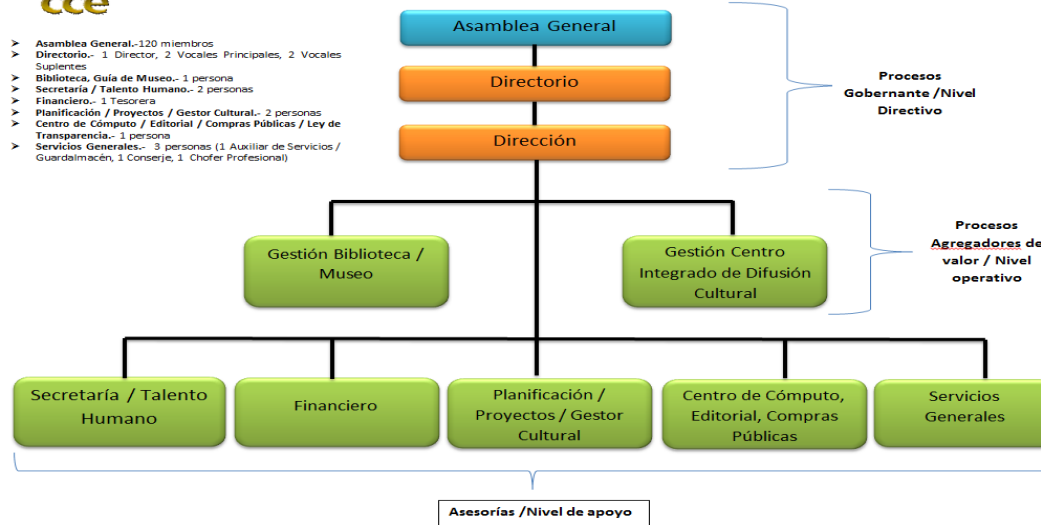 cce
➤ Asamblea General.-120 miembros
➤ Directorio.- 1 Director, 2 Vocales Principales, 2 Vocales
Suplentes
➤ Biblioteca, Guía de Museo.- 1 persona
➤ Secretaría / Talento Humano.- 2 personas
➤ Financiero.- 1 Tesorera
➤ Planificación / Proyectos / Gestor Cultural.- 2 personas
➤ Centro de Cómputo / Editorial / Compras Públicas / Ley de
Transparencia.- 1 persona
➤ Servicios Generales.- 3 personas (1 Auxiliar de Servicios /
Guardalmacén, 1 Conserje, 1 Chofer Profesional)
Asamblea General
Directorio
Dirección
Procesos
Gobernante /Nivel
Directivo
Gestión Biblioteca /
Museo
Gestión Centro
Integrado de Difusión
Cultural
Procesos
Agregadores de
valor / Nivel
operativo
Secretaría / Talento
Humano
Financiero
Planificación /
Proyectos / Gestor
Cultural
Centro de Cómputo,
Editorial, Compras
Públicas
Servicios
Generales
Asesorías /Nivel de apoyo